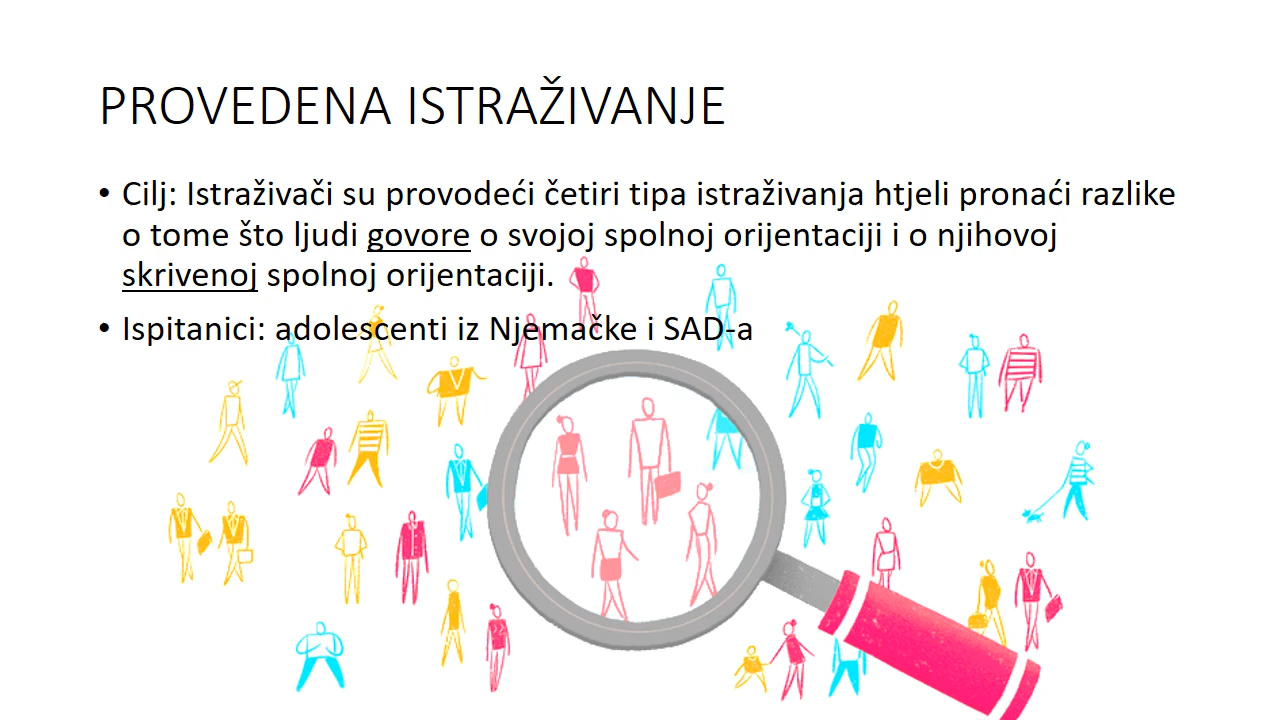 PROVEDENA ISTRAŽIVANJE
• Cilj: Istraživači su provodeći četiri tipa istraživanja htjeli pronaći razlike
o tome što ljudi govore o svojoj spolnoj orijentaciji i o njihovoj
skrivenoj spolnoj orijentaciji.
• Ispitanici: adolescenti iz Njemačke i SAD-a